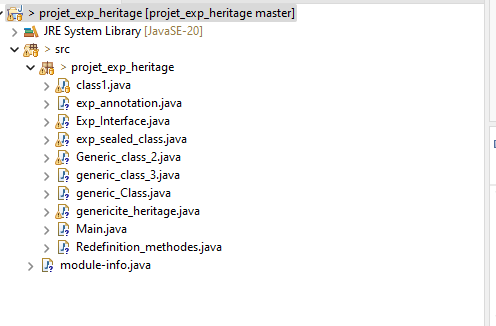 > projet_exp_heritage [projet_exp_heritage master]
JRE System Library [JavaSE-20]
> src
> projet_exp_heritage
class1.java
exp_annotation.java
Exp_Interface.java
exp_sealed_class.java
Generic_class_2.java
generic_class_3.java
generic_Class.java
genericite_heritage.java
Main.java
Redefinition_methodes.java
module-info.java